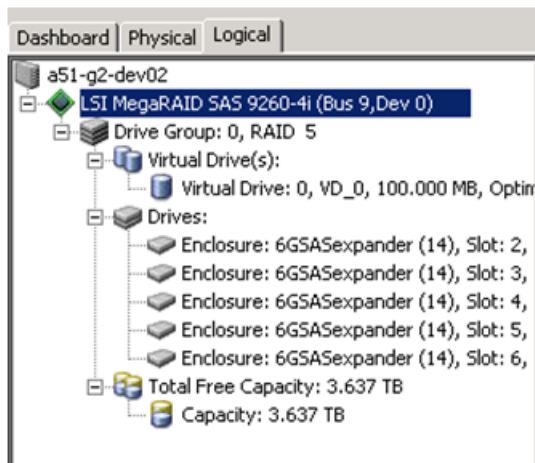 Dashboard Physical Logical
a51-g2-dev02
LSI MegaRAID SAS 9260-4i (Bus 9,Dev 0)
Drive Group: 0, RAID 5
Virtual Drive(s):
Virtual Drive: 0, VD_0, 100.000 MB, Optim
Drives:
Enclosure: 6GSASexpander (14), Slot: 2,
Enclosure: 6GSASexpander (14), Slot: 3,
Enclosure: 6GSASexpander (14), Slot: 4,
Enclosure: 6GSASexpander (14), Slot: 5,
Enclosure: 6GSASexpander (14), Slot: 6,
Total Free Capacity: 3.637 TB
Capacity: 3.637 TB